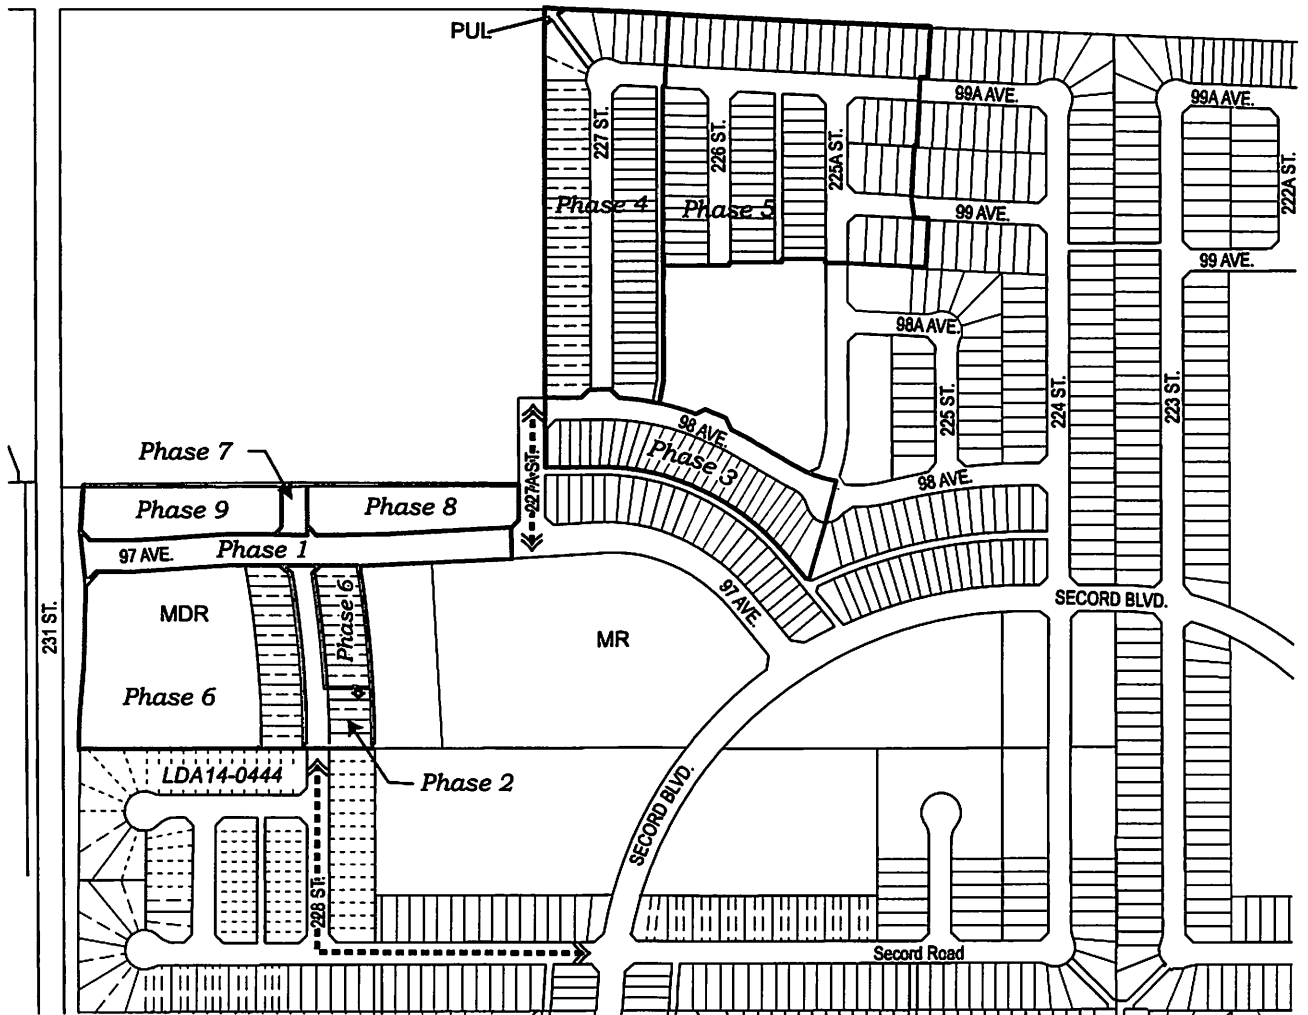 PUL
99A AVE.
99A AVE.
227 ST.
226 ST.
225A ST.
222A ST.
Phase 4
Phase 5
99 AVE.
99 AVE.
98A AVE.
225 ST.
224 ST.
223 ST.
98 AVE.
Phase 3
Phase 7
227A ST.
98 AVE.
Phase 9
Phase 8
97 AVE.
Phase 1
231 ST.
MDR
Phase 6
MR
97 AVE.
SECORD BLVD.
Phase 6
LDA14-0444
Phase 2
SECORD BLVD.
228 ST.
Secord Road